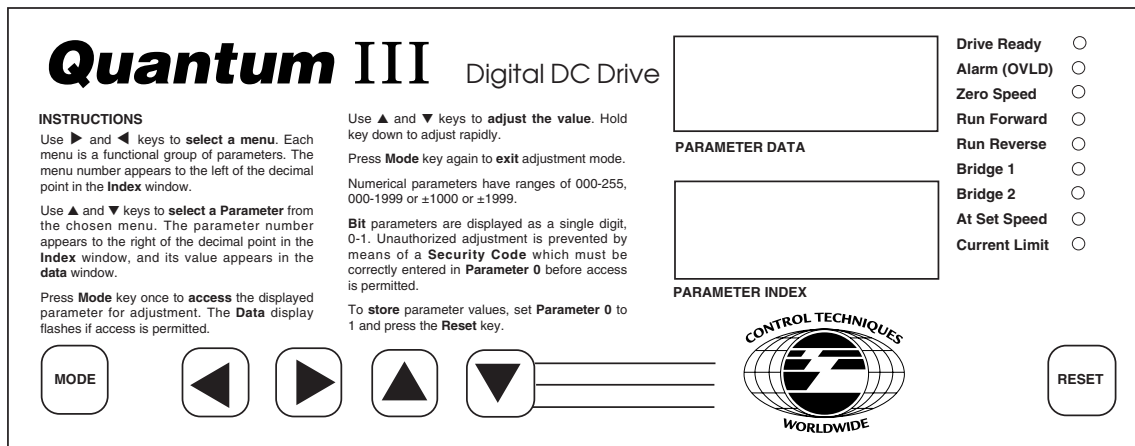 Quantum III Digital DC Drive
INSTRUCTIONS
Use ▶ and ◀ keys to select a menu. Each
menu is a functional group of parameters. The
menu number appears to the left of the decimal
point in the Index window.
Use ▲ and ▼ keys to select a Parameter from
the chosen menu. The parameter number
appears to the right of the decimal point in the
Index window, and its value appears in the
data window.
Press Mode key once to access the displayed
parameter for adjustment. The Data display
flashes if access is permitted.
Use ▲ and ▼ keys to adjust the value. Hold
key down to adjust rapidly.
Press Mode key again to exit adjustment mode.
Numerical parameters have ranges of 000-255,
000-1999 or ±1000 or ±1999.
Bit parameters are displayed as a single digit,
0-1. Unauthorized adjustment is prevented by
means of a Security Code which must be
correctly entered in Parameter 0 before access
is permitted.
To store parameter values, set Parameter 0 to
1 and press the Reset key.
PARAMETER DATA
PARAMETER INDEX
Drive Ready
Alarm (OVLD)
Zero Speed
Run Forward
Run Reverse
Bridge 1
Bridge 2
At Set Speed
Current Limit
MODE
CONTROL TECHNIQUES
WORLDWIDE
RESET